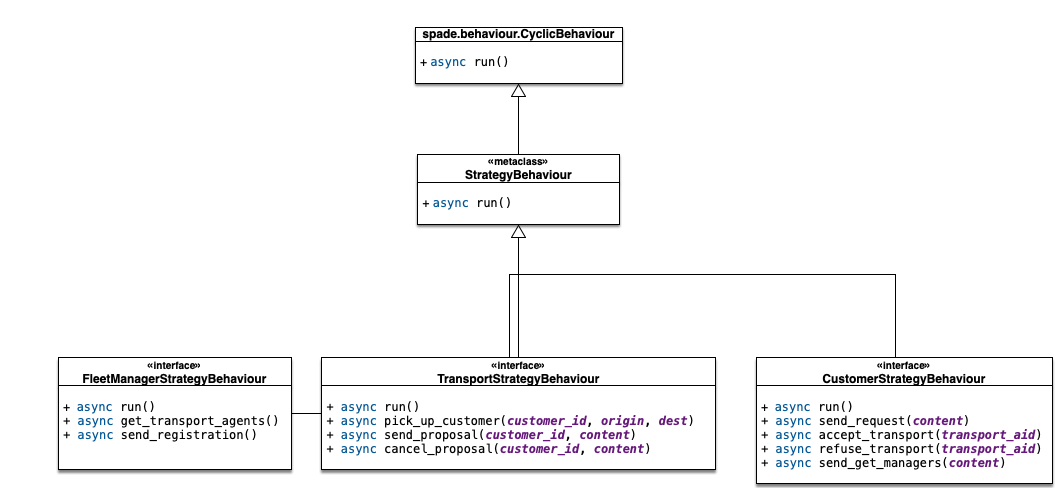 spade.behaviour.CyclicBehaviour
+ async run()
«metaclass»
StrategyBehaviour
+ async run()
«interface»
FleetManagerStrategyBehaviour
+ async run()
+ async get_transport_agents()
+ async send_registration()
«interface»
TransportStrategyBehaviour
+ async run()
+ async pick_up_customer(customer_id, origin, dest)
+ async send_proposal(customer_id, content)
+ async cancel_proposal(customer_id, content)
«interface»
CustomerStrategyBehaviour
+ async run()
+ async send_request(content)
+ async accept_transport(transport_aid)
+ async refuse_transport(transport_aid)
+ async send_get_managers(content)